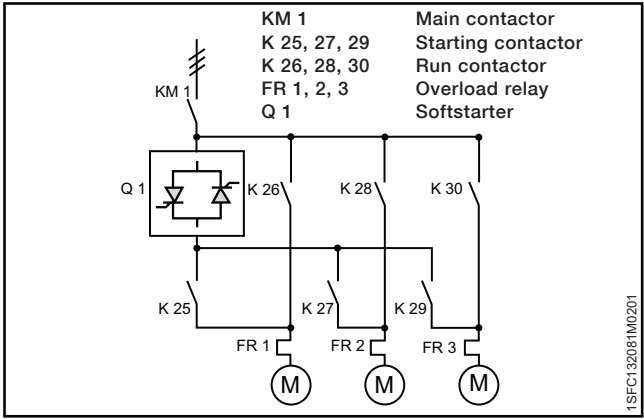 KM 1 Main contactor
K 25, 27, 29 Starting contactor
K 26, 28, 30 Run contactor
FR 1, 2, 3 Overload relay
Q 1 Softstarter
KM 1
Q 1 K 26 K 28 K 30
K 25 K 27 K 29
FR 1 FR 2 FR 3
M M M
1SFC132081M0201